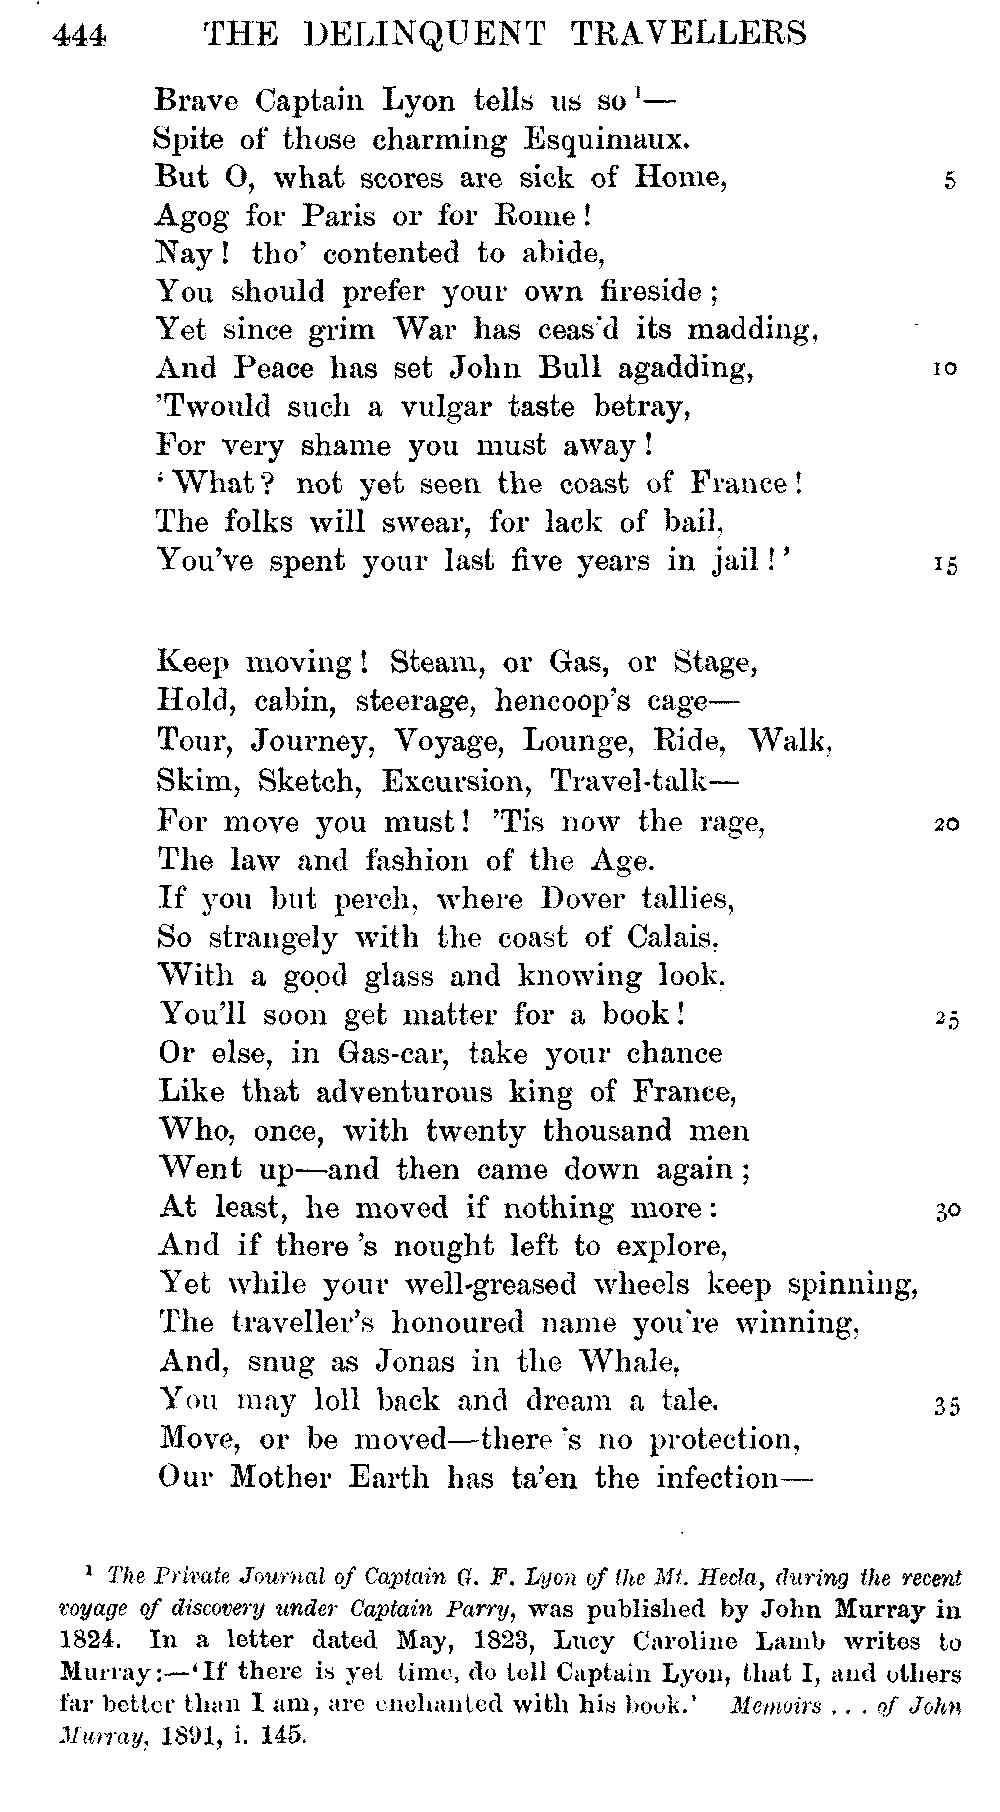 444 THE DELINQUENT TRAVELLERS
Brave Captain Lyon tells us so ¹—
Spite of those charming Esquimaux.
But O, what scores are sick of Home, 5
Agog for Paris or for Rome !
Nay ! tho’ contented to abide,
You should prefer your own fireside ;
Yet since grim War has ceas’d its madding,
And Peace has set John Bull agadding, 10
’Twould such a vulgar taste betray,
For very shame you must away !
‘ What? not yet seen the coast of France !
The folks will swear, for lack of bail,
You’ve spent your last five years in jail ! ’ 15
Keep moving ! Steam, or Gas, or Stage,
Hold, cabin, steerage, hencoop’s cage—
Tour, Journey, Voyage, Lounge, Ride, Walk,
Skim, Sketch, Excursion, Travel-talk—
For move you must ! ’Tis now the rage, 20
The law and fashion of the Age.
If you but perch, where Dover tallies,
So strangely with the coast of Calais,
With a good glass and knowing look,
You’ll soon get matter for a book ! 25
Or else, in Gas-car, take your chance
Like that adventurous king of France,
Who, once, with twenty thousand men
Went up—and then came down again ;
At least, he moved if nothing more : 30
And if there ’s nought left to explore,
Yet while your well-greased wheels keep spinning,
The traveller’s honoured name you’re winning,
And, snug as Jonas in the Whale,
You may loll back and dream a tale. 35
Move, or be moved—there ’s no protection,
Our Mother Earth has ta’en the infection—
¹ The Private Journal of Captain G. F. Lyon of the Mt. Hecla, during the recent
voyage of discovery under Captain Parry, was published by John Murray in
1824. In a letter dated May, 1823, Lucy Caroline Lamb writes to
Murray:—‘If there is yet time, do tell Captain Lyon, that I, and others
far better than I am, are enchanted with his book.’ Memoirs . . . of John
Murray, 1891, i. 145.